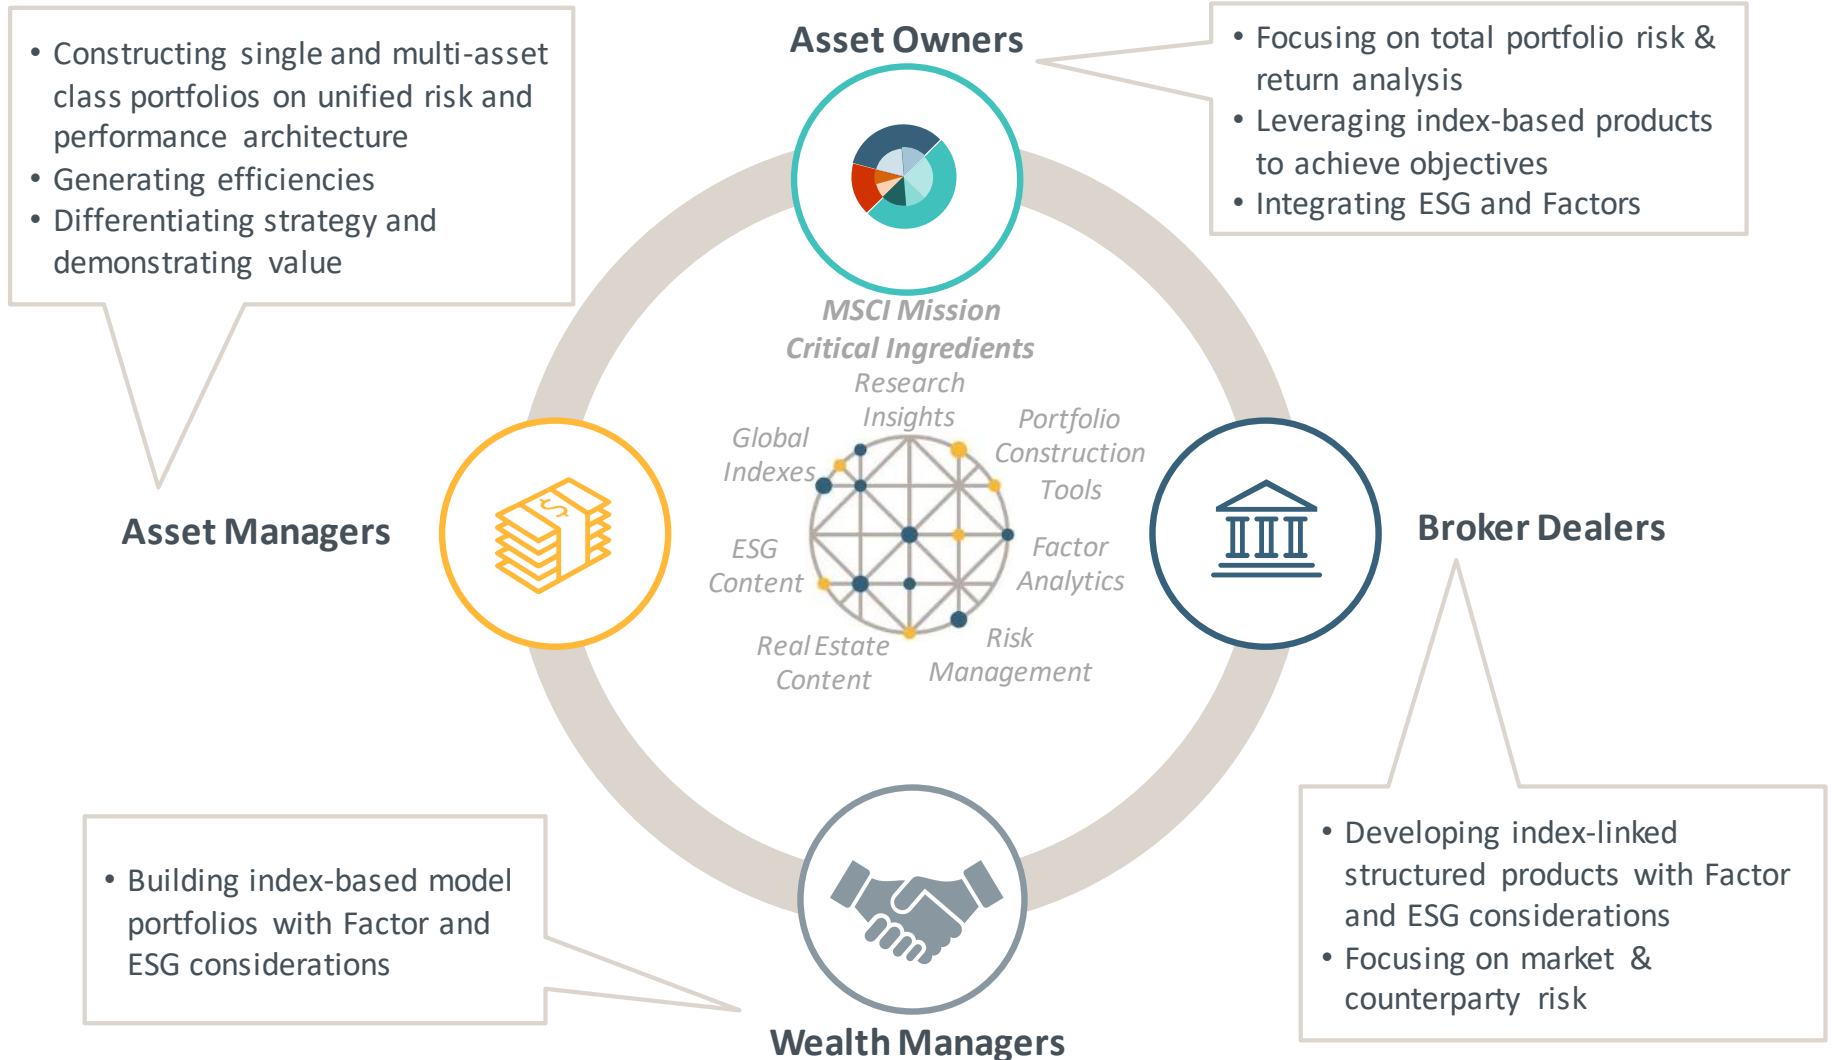 • Constructing single and multi-asset
class portfolios on unified risk and
performance architecture
• Generating efficiencies
• Differentiating strategy and
demonstrating value
Asset Owners
• Focusing on total portfolio risk &
return analysis
• Leveraging index-based products
to achieve objectives
• Integrating ESG and Factors
MSCI Mission
Critical Ingredients
Research
Insights
Global
Indexes
Portfolio
Construction
Tools
Asset Managers
ESG
Content
Factor
Analytics
Broker Dealers
Real Estate
Content
Risk
Management
• Building index-based model
portfolios with Factor and
ESG considerations
• Developing index-linked
structured products with Factor
and ESG considerations
• Focusing on market &
counterparty risk
Wealth Managers
$